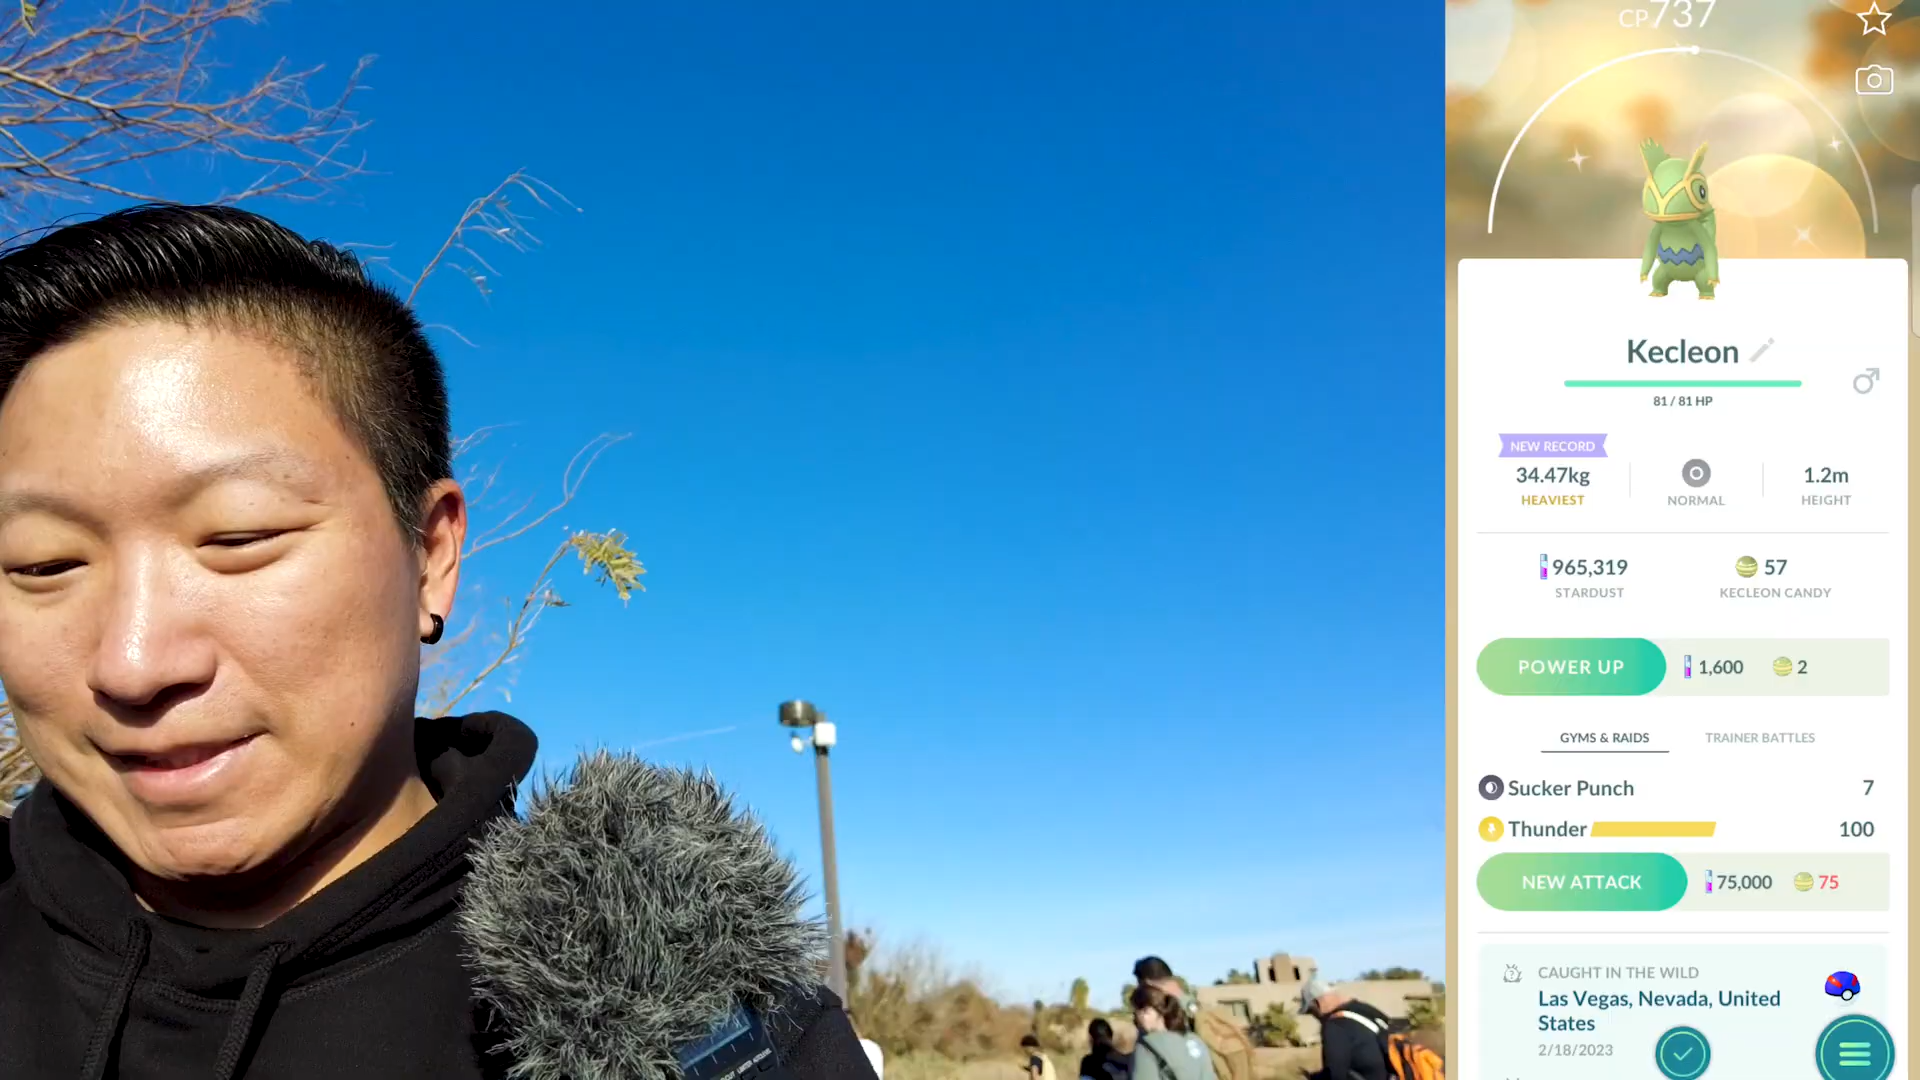 CP737
Kecleon
81 / 81 HP
NEW RECORD
34.47kg
HEAVIEST
NORMAL
1.2m
HEIGHT
965,319
STARDUST
57
KECLEON CANDY
POWER UP 1,600 2
GYMS & RAIDS TRAINER BATTLES
Sucker Punch 7
Thunder 100
NEW ATTACK 75,000 75
CAUGHT IN THE WILD
Las Vegas, Nevada, United
States
2/18/2023